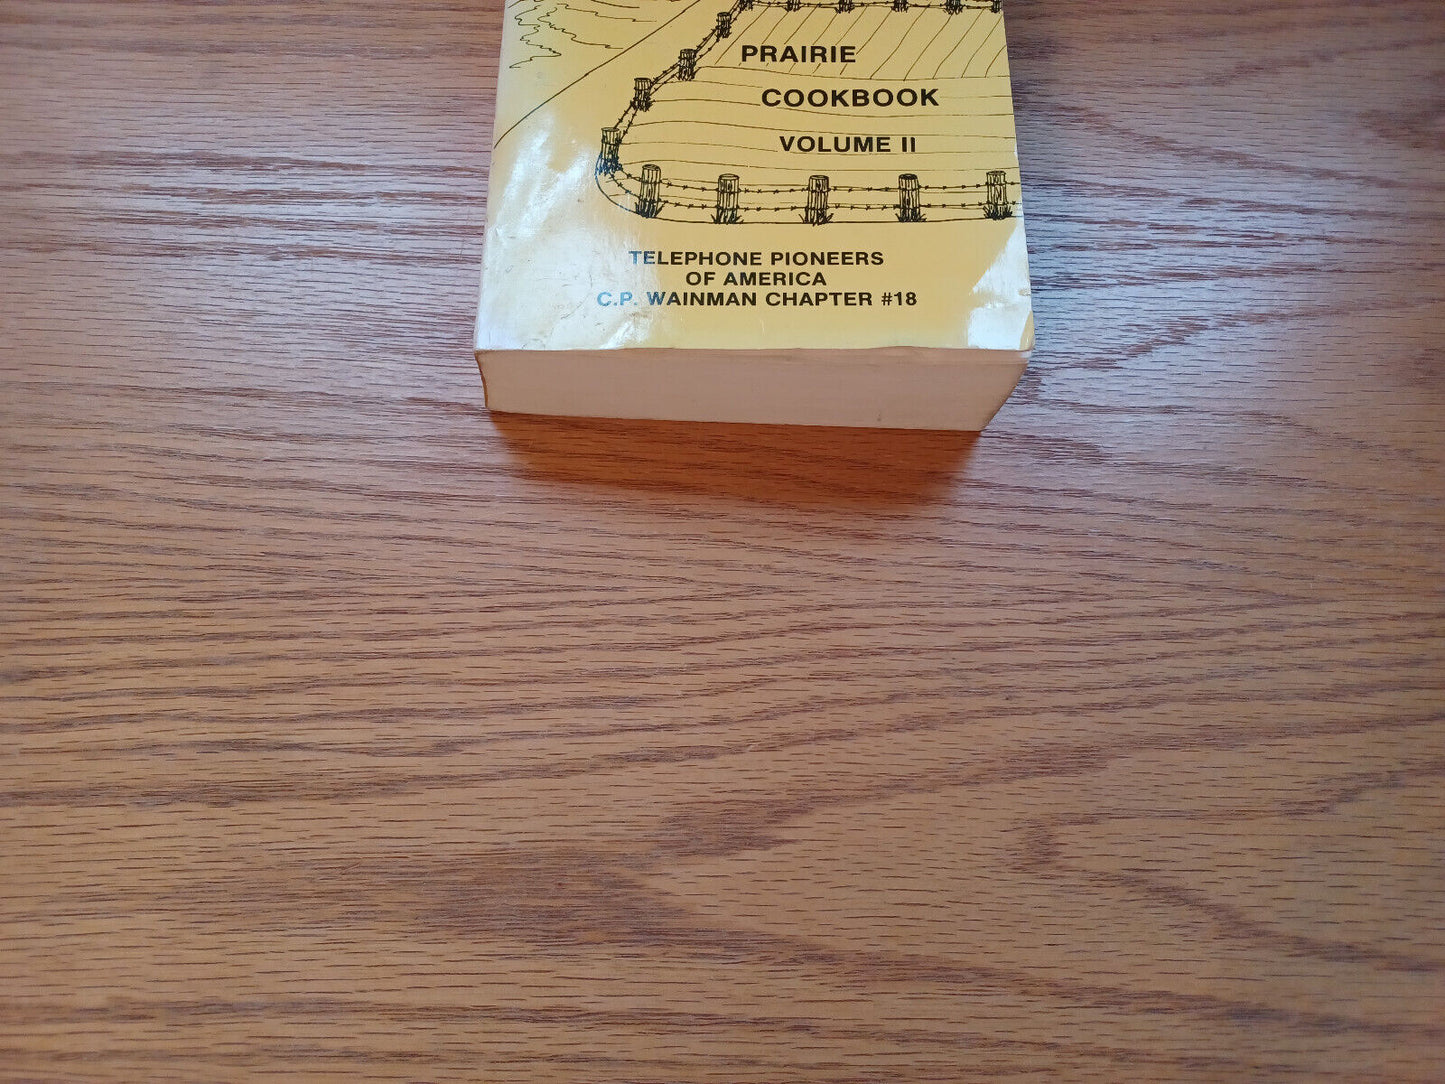 PRAIRIE
COOKBOOK
VOLUME II
TELEPHONE PIONEERS
OF AMERICA
C.P. WAINMAN CHAPTER #18